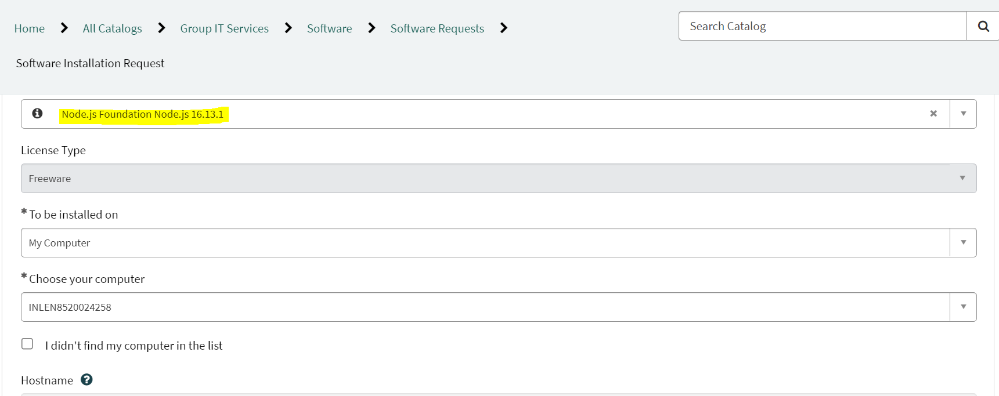 Home All Catalogs Group IT Services Software Software Requests
Search Catalog
Software Installation Request
Node.js Foundation Node.js 16.13.1
License Type
Freeware
* To be installed on
My Computer
* Choose your computer
INLEN8520024258
I didn't find my computer in the list
Hostname